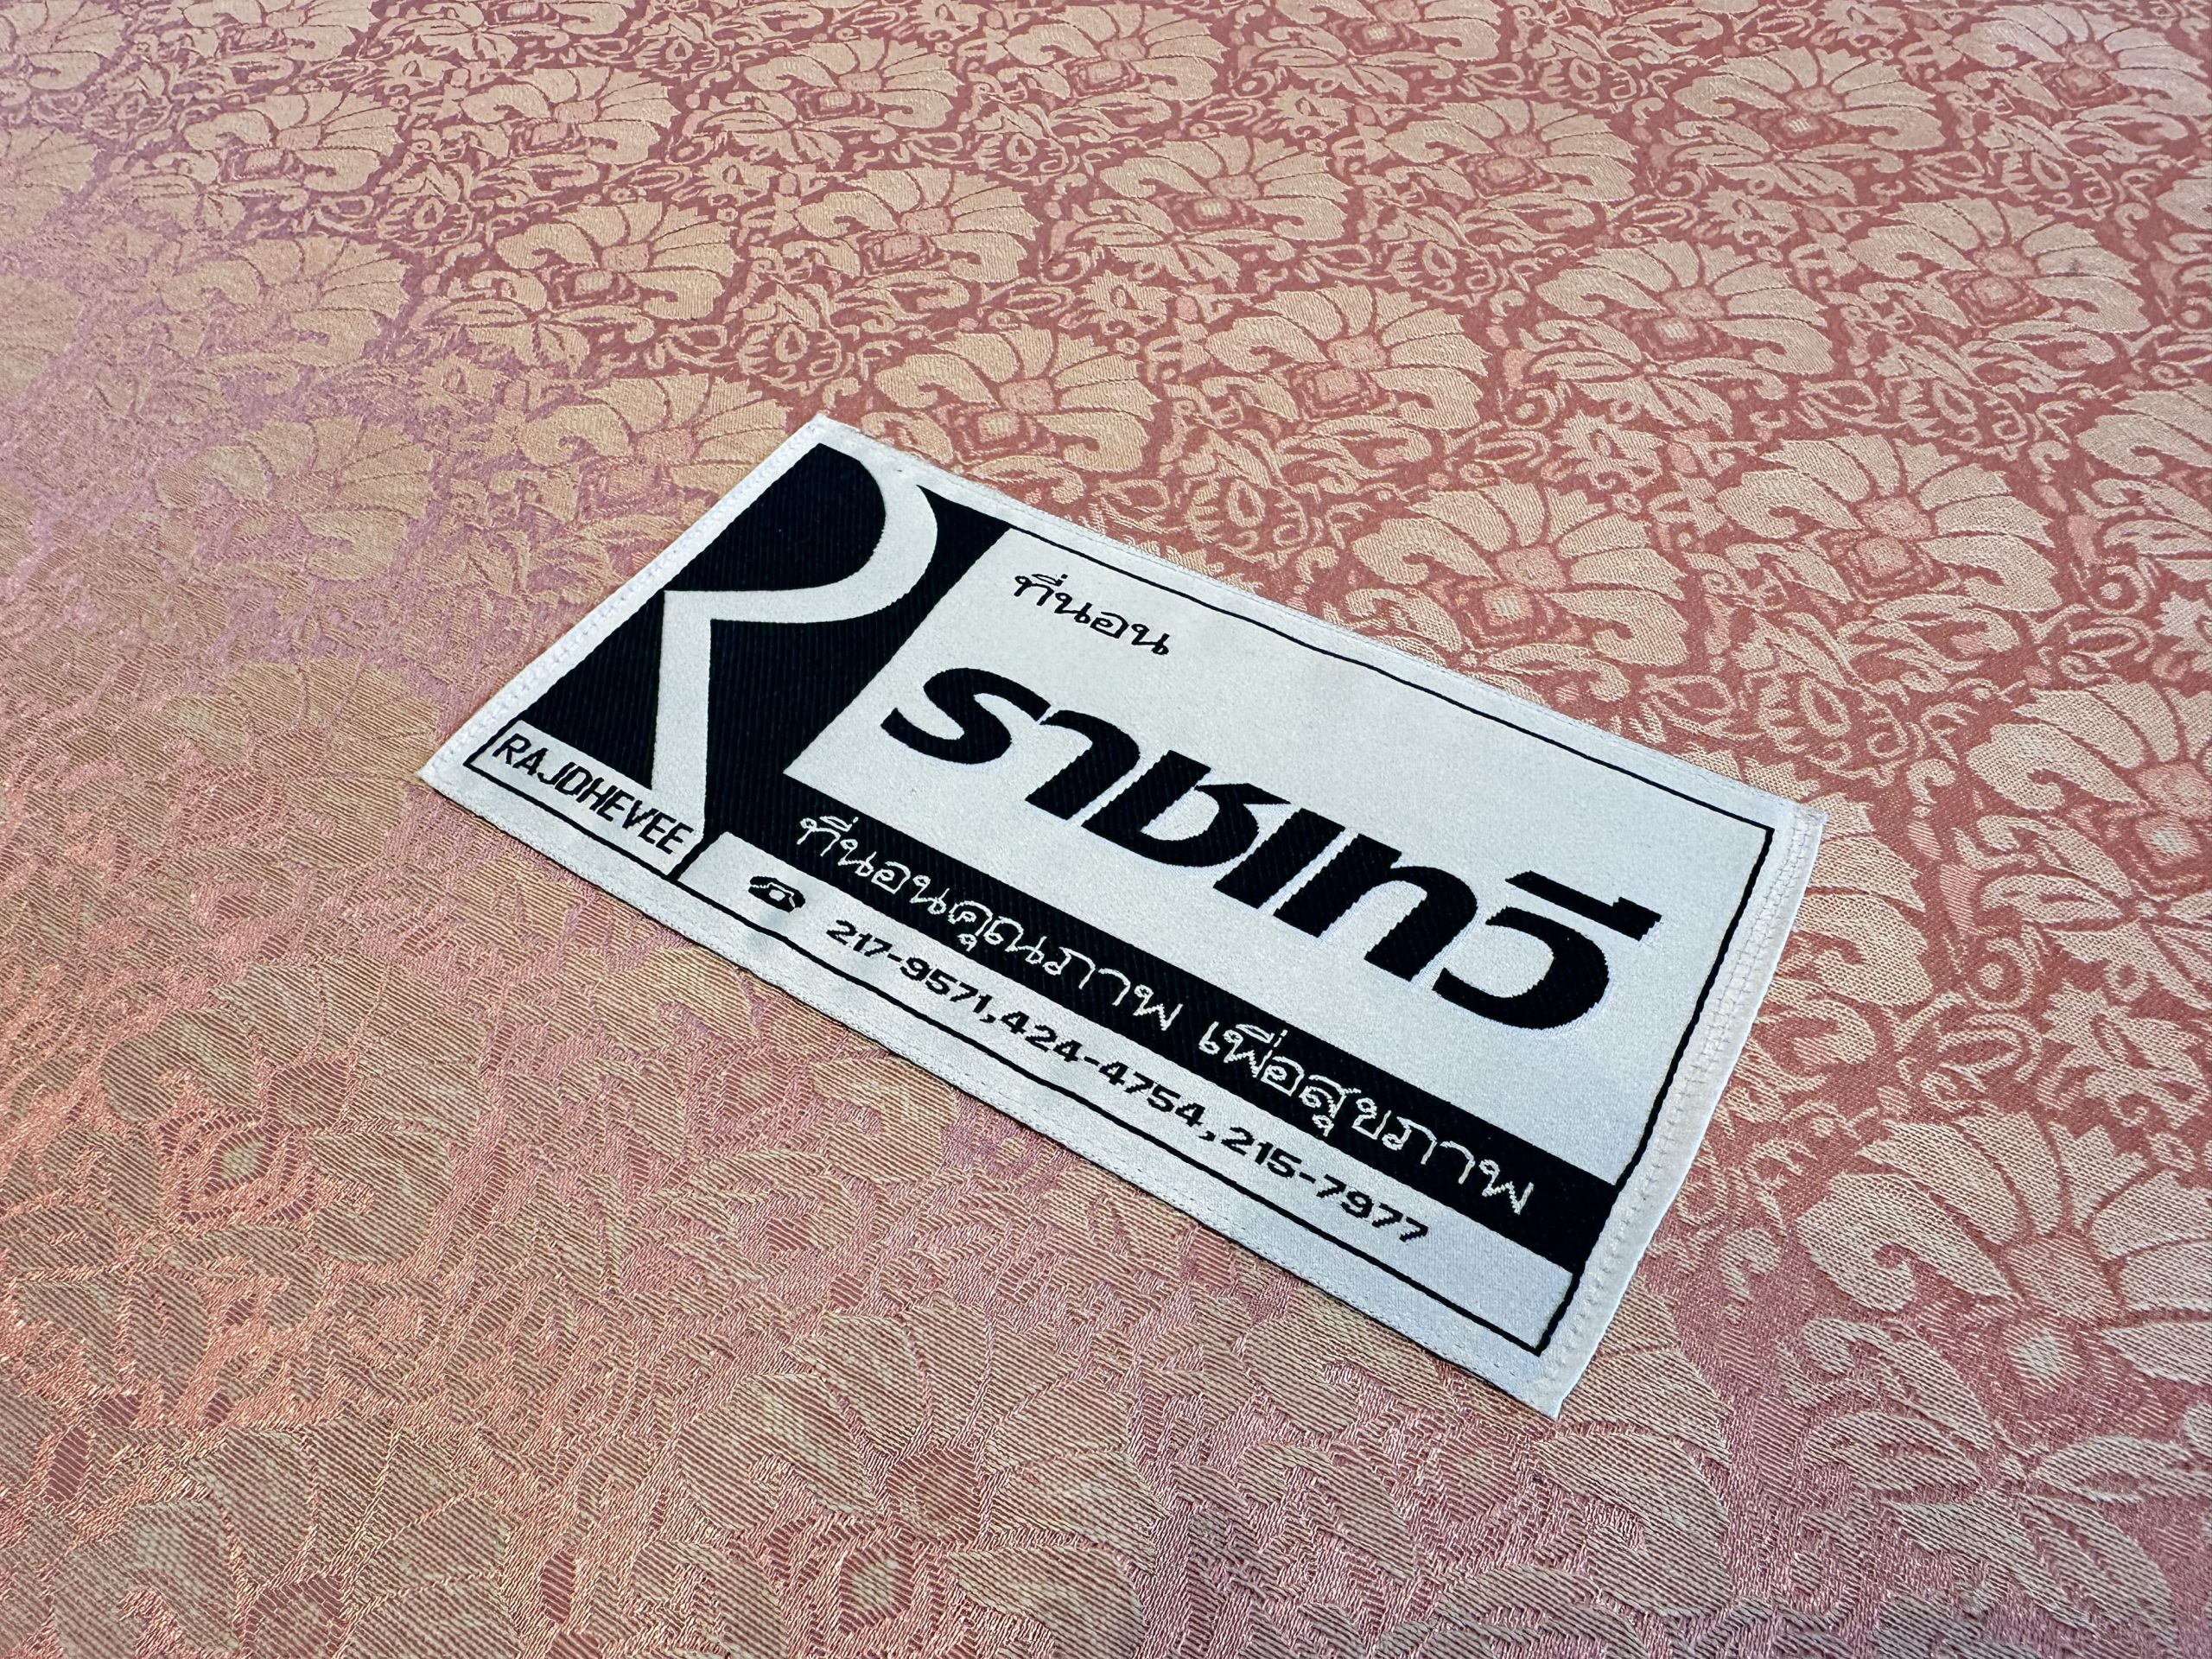 R
RAJDHEVEE
ที่นอน
ราชเทวี
ที่นอนคุณภาพ เพื่อสุขภาพ
☎ 217-9571,424-4754,215-7977